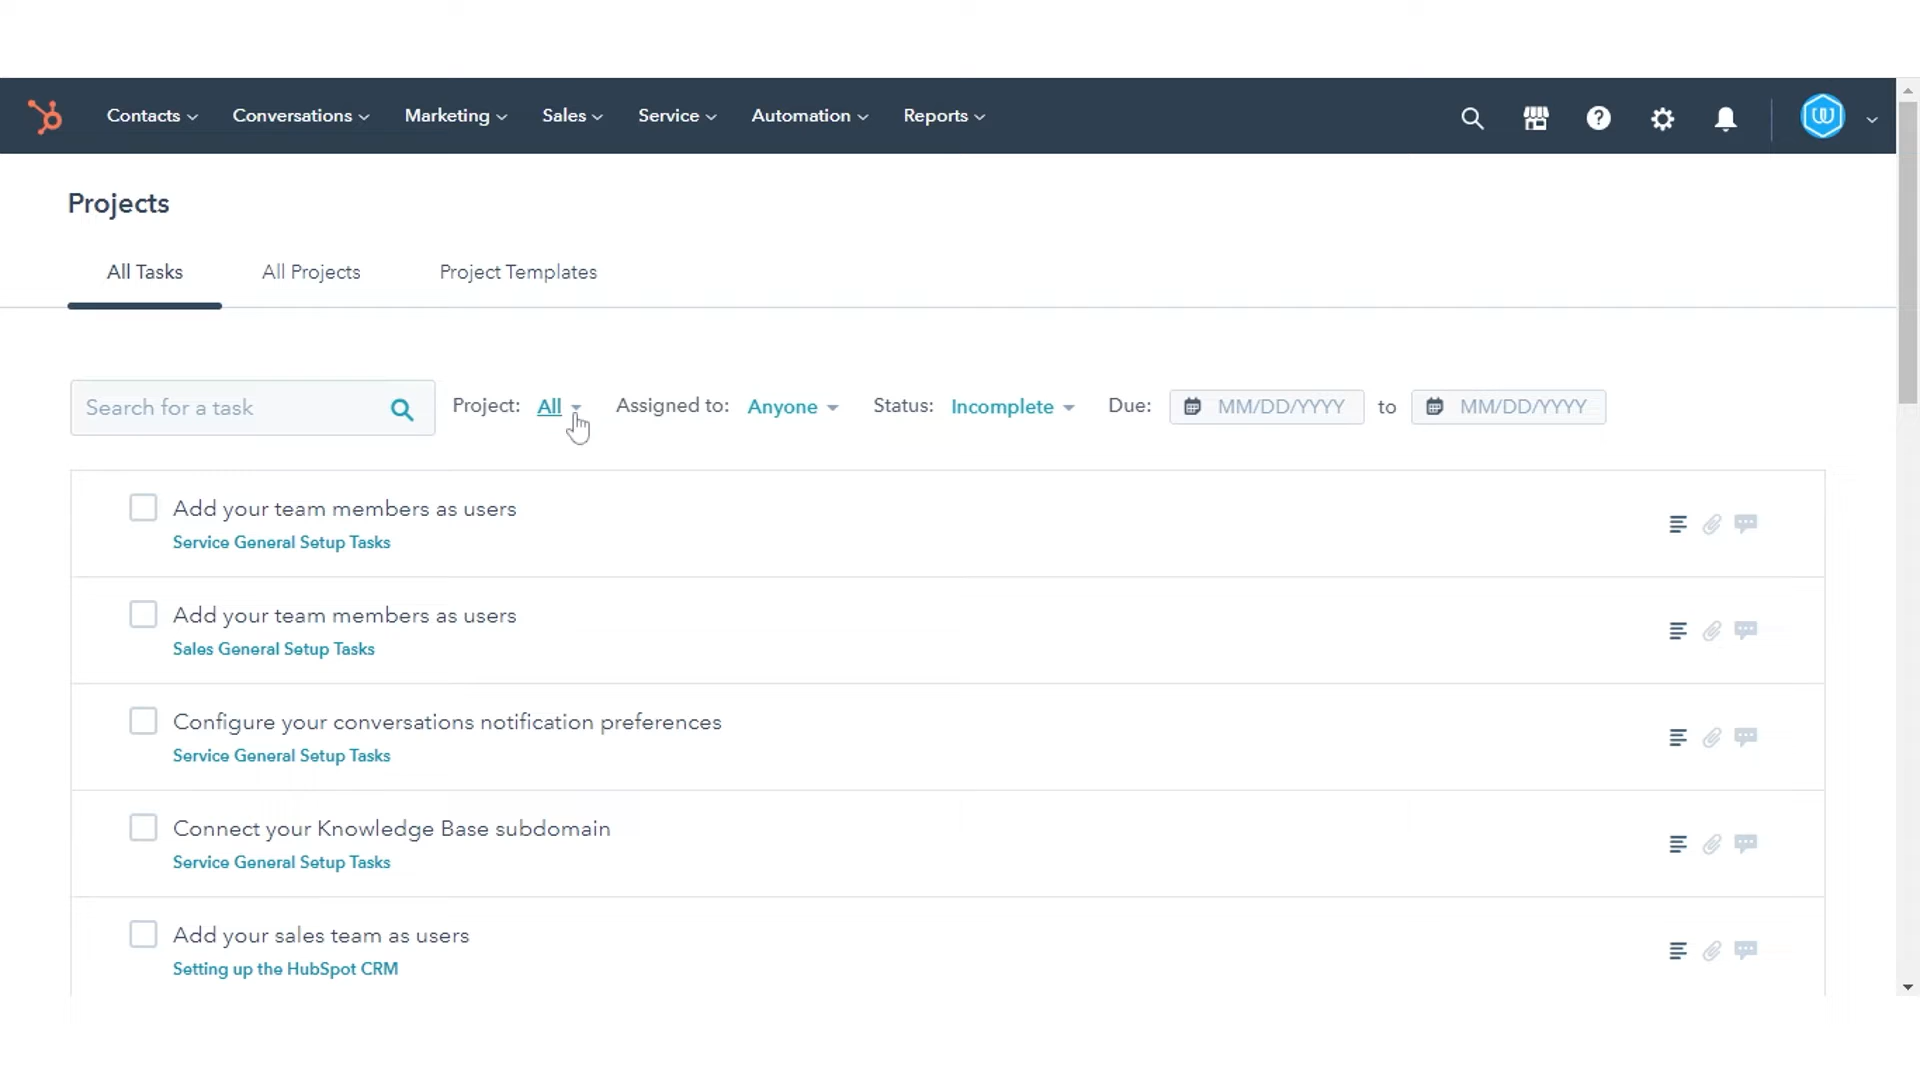 Contacts Conversations Marketing Sales Service Automation Reports
Projects
All Tasks All Projects Project Templates
Search for a task Project: All Assigned to: Anyone Status: Incomplete Due: MM/DD/YYYY to MM/DD/YYYY
Add your team members as users
Service General Setup Tasks
Add your team members as users
Sales General Setup Tasks
Configure your conversations notification preferences
Service General Setup Tasks
Connect your Knowledge Base subdomain
Service General Setup Tasks
Add your sales team as users
Setting up the HubSpot CRM